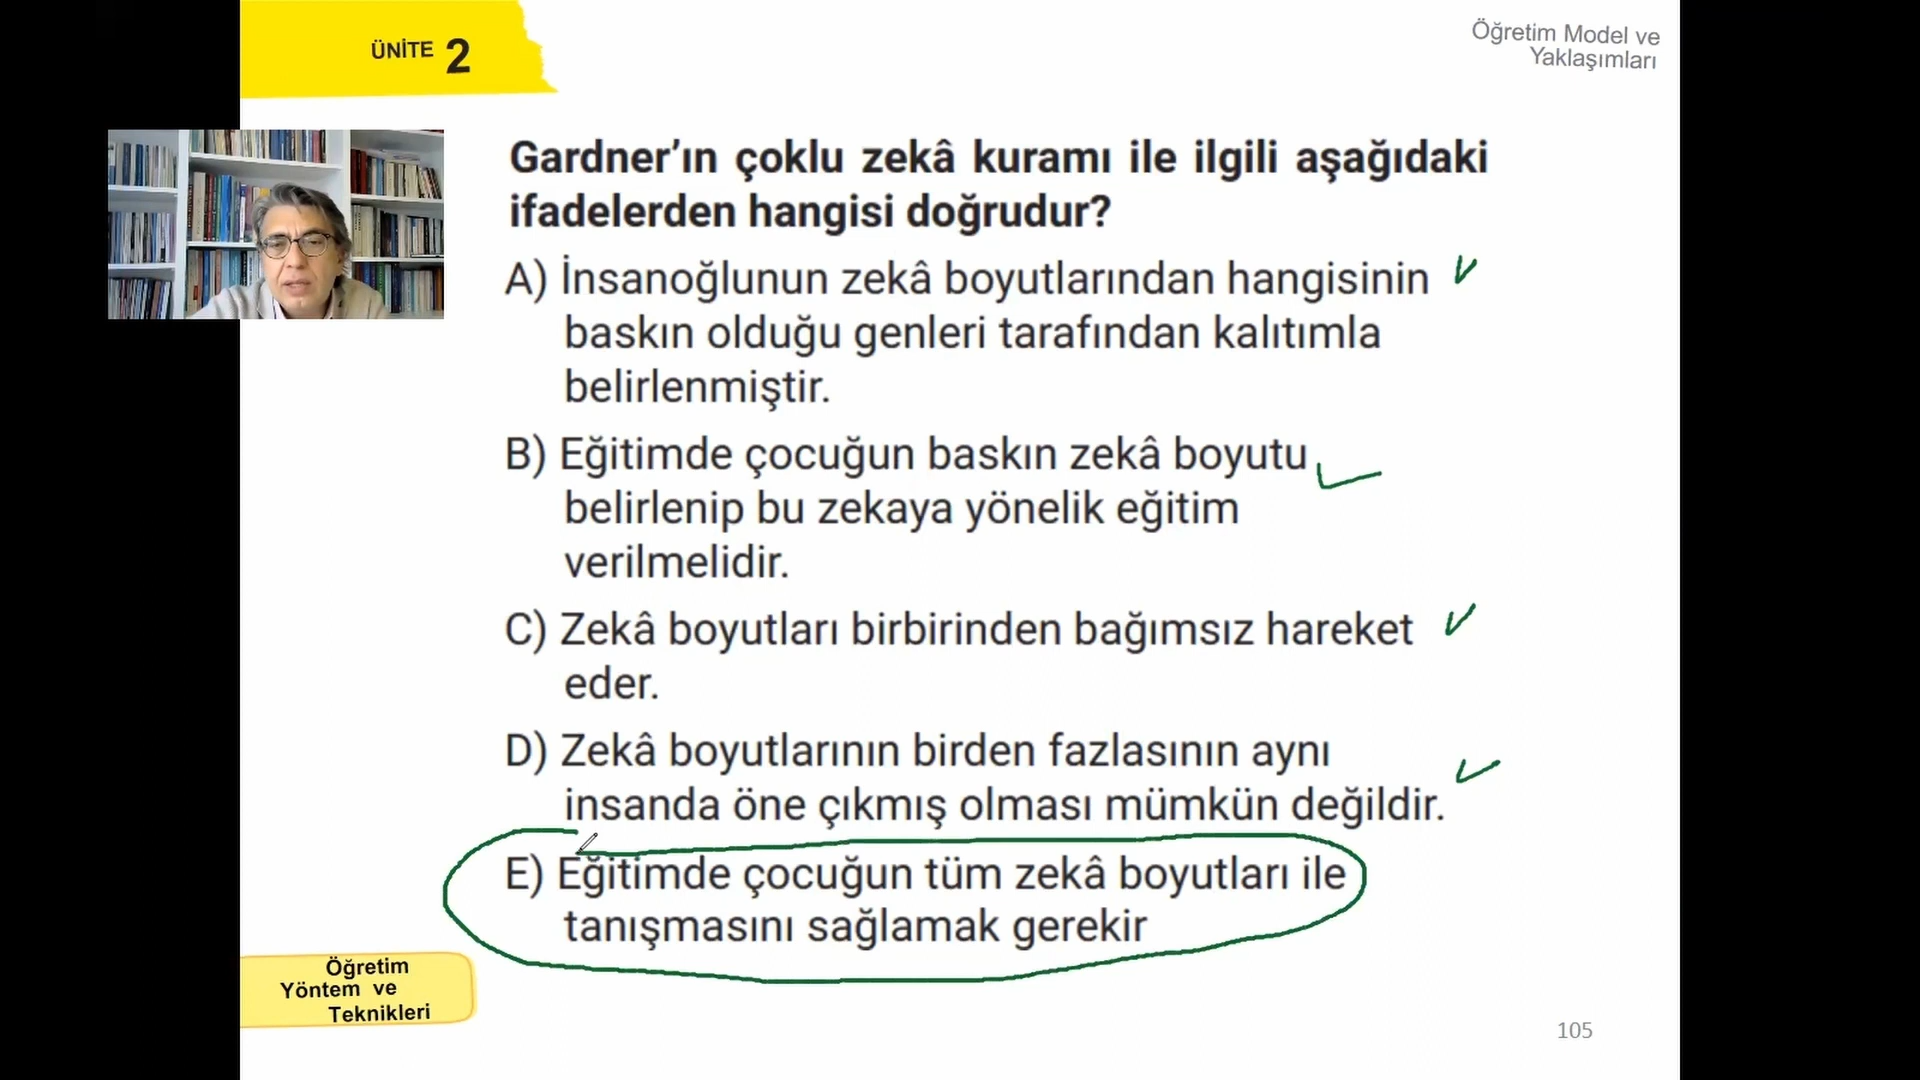 ÜNİTE 2
Öğretim Model ve
Yaklaşımları
Gardner’ın çoklu zekâ kuramı ile ilgili aşağıdaki
ifadelerden hangisi doğrudur?
A) İnsanoğlunun zekâ boyutlarından hangisinin
baskın olduğu genleri tarafından kalıtımla
belirlenmiştir.
B) Eğitimde çocuğun baskın zekâ boyutu
belirlenip bu zekaya yönelik eğitim
verilmelidir.
C) Zekâ boyutları birbirinden bağımsız hareket
eder.
D) Zekâ boyutlarının birden fazlasının aynı
insanda öne çıkmış olması mümkün değildir.
E) Eğitimde çocuğun tüm zekâ boyutları ile
tanışmasını sağlamak gerekir
Öğretim
Yöntem ve
Teknikleri
105